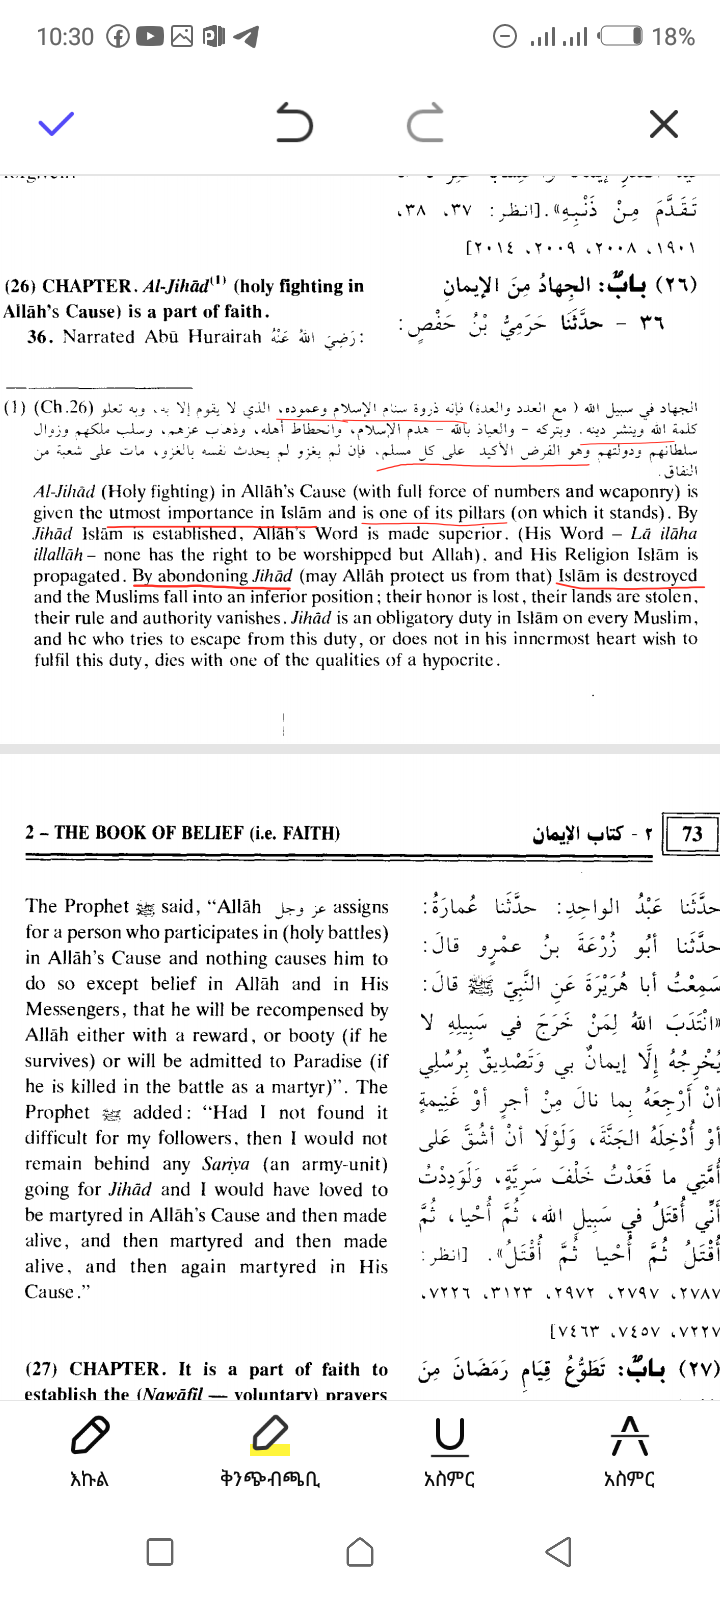 10:30
18%
تَقَدَّمَ مِنْ ذَنْبِهِ». [انظر: ٣٧، ٣٨،
١٩٠١، ٢٠٠٨، ٢٠٠٩، ٢٠١٤]
(26) CHAPTER. Al-Jihād(1) (holy fighting in
Allāh's Cause) is a part of faith.
(٢٦) بابٌ: الجِهادُ مِنَ الإيمانِ
36. Narrated Abū Hurairah رَضِيَ اللهُ عَنْهُ:
٣٦ - حدَّثَنا حَرَمِيُّ بْنُ حَفْصٍ:
(1) (Ch.26) الجهاد في سبيل الله (مع العدد والعدة) فإنه ذروة سنام الإسلام وعموده، الذي لا يقوم إلا به، وبه تعلو
كلمة الله وينشر دينه. وبتركه - والعياذ بالله - هدم الإسلام، وانحطاط أهله، وذهاب عزهم، وسلب ملكهم وزوال
سلطانهم ودولتهم وهو الفرض الأكيد على كل مسلم، فإن لم يغزو لم يحدث نفسه بالغزو، مات على شعبة من
النفاق.
Al-Jihād (Holy fighting) in Allāh's Cause (with full force of numbers and weaponry) is
given the utmost importance in Islām and is one of its pillars (on which it stands). By
Jihād Islām is established, Allāh's Word is made superior. (His Word – Lā ilāha
illallāh – none has the right to be worshipped but Allah), and His Religion Islām is
propagated. By abondoning Jihād (may Allāh protect us from that) Islām is destroyed
and the Muslims fall into an inferior position; their honor is lost, their lands are stolen,
their rule and authority vanishes. Jihād is an obligatory duty in Islām on every Muslim,
and he who tries to escape from this duty, or does not in his innermost heart wish to
fulfil this duty, dies with one of the qualities of a hypocrite.
2 – THE BOOK OF BELIEF (i.e. FAITH)
٢ - كتاب الإيمان
73
The Prophet ﷺ said, “Allāh عز وجل assigns
for a person who participates in (holy battles)
in Allāh's Cause and nothing causes him to
do so except belief in Allāh and in His
Messengers, that he will be recompensed by
Allāh either with a reward, or booty (if he
survives) or will be admitted to Paradise (if
he is killed in the battle as a martyr)”. The
Prophet ﷺ added: “Had I not found it
difficult for my followers, then I would not
remain behind any Sariya (an army-unit)
going for Jihād and I would have loved to
be martyred in Allāh's Cause and then made
alive, and then martyred and then made
alive, and then again martyred in His
Cause.”
حدَّثَنا عَبْدُ الواحِدِ: حدَّثَنا عُمارَةُ:
حدَّثَنا أبُو زُرْعَةَ بنُ عَمْرِو قالَ:
سَمِعْتُ أبا هُرَيْرَةَ عَنِ النَّبِيِّ ﷺ قالَ:
«انْتَدَبَ اللهُ لِمَنْ خَرَجَ في سَبِيلِهِ لا
يُخْرِجُهُ إلَّا إيمانٌ بي وَتَصْدِيقٌ بِرُسُلِي
أنْ أرْجِعَهُ بِما نالَ مِنْ أجرٍ أوْ غَنِيمةٍ
أوْ أُدْخِلَهُ الجَنَّةَ، وَلَوْلا أنْ أشُقَّ عَلى
أُمَّتِي ما قَعَدْتُ خَلْفَ سَرِيَّةٍ، وَلَوَدِدْتُ
أنِّي أُقْتَلُ في سَبِيلِ الله، ثُمَّ أُحْيا، ثُمَّ
أُقْتَلُ ثُمَّ أُحْيا ثُمَّ أُقْتَلُ». [انظر:
٢٧٨٧، ٢٧٩٧، ٢٩٧٢، ٣١٢٣، ٧٢٢٦،
٧٢٢٧، ٧٤٥٧، ٧٤٦٣]
(27) CHAPTER. It is a part of faith to
establish the (Nawāfil — voluntary) prayers
(٢٧) بابٌ: تَطَوُّعُ قِيَامِ رَمَضَانَ مِنَ
እኩል
ቅንጭብጫቢ
አስምር
አስምር